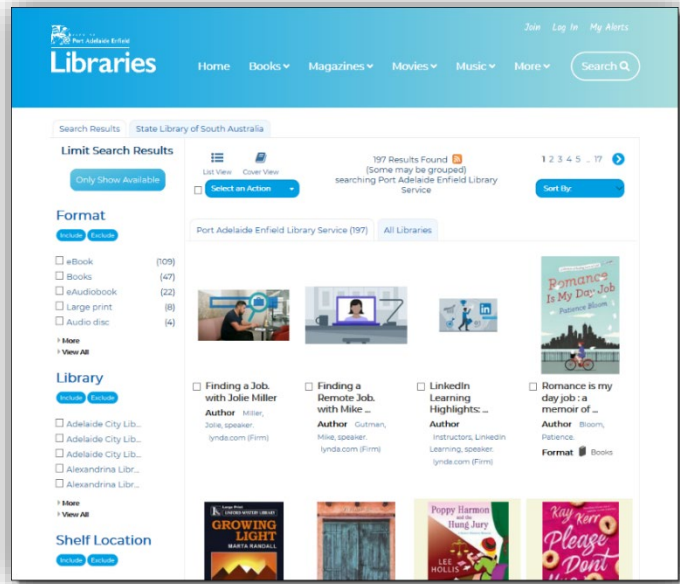 Join Log In My Alerts
CITY OF
Port Adelaide Enfield
Libraries
Home Books Magazines Movies Music More Search
Search Results State Library of South Australia
Limit Search Results
Only Show Available
Format
Include Exclude
eBook (109)
Books (47)
eAudiobook (22)
Large print (8)
Audio disc (4)
› More
› View All
Library
Include Exclude
Adelaide City Lib...
Adelaide City Lib...
Adelaide City Lib...
Alexandrina Libr...
Alexandrina Libr...
› More
› View All
Shelf Location
Include Exclude
List View Cover View
Select an Action
197 Results Found
(Some may be grouped)
searching Port Adelaide Enfield Library
Service
1 2 3 4 5 .. 17
Sort By:
Port Adelaide Enfield Library Service (197) All Libraries
in
Romance
Is My Day Job
Patience Bloom
Finding a Job.
with Jolie Miller
Author Miller,
Jolie, speaker.
lynda.com (Firm)
Finding a
Remote Job.
with Mike ...
Author Gutman,
Mike, speaker.
lynda.com (Firm)
LinkedIn
Learning
Highlights: ...
Author
Instructors, LinkedIn
Learning, speaker.
lynda.com (Firm)
Romance is my
day job : a
memoir of ...
Author Bloom,
Patience.
Format Books
Large Print
LINFORD MYSTERY LIBRARY
GROWING
LIGHT
MARTA RANDALL
Poppy Harmon
and the
Hung Jury
LEE
HOLLIS
Kay Kerr
Please
Don't